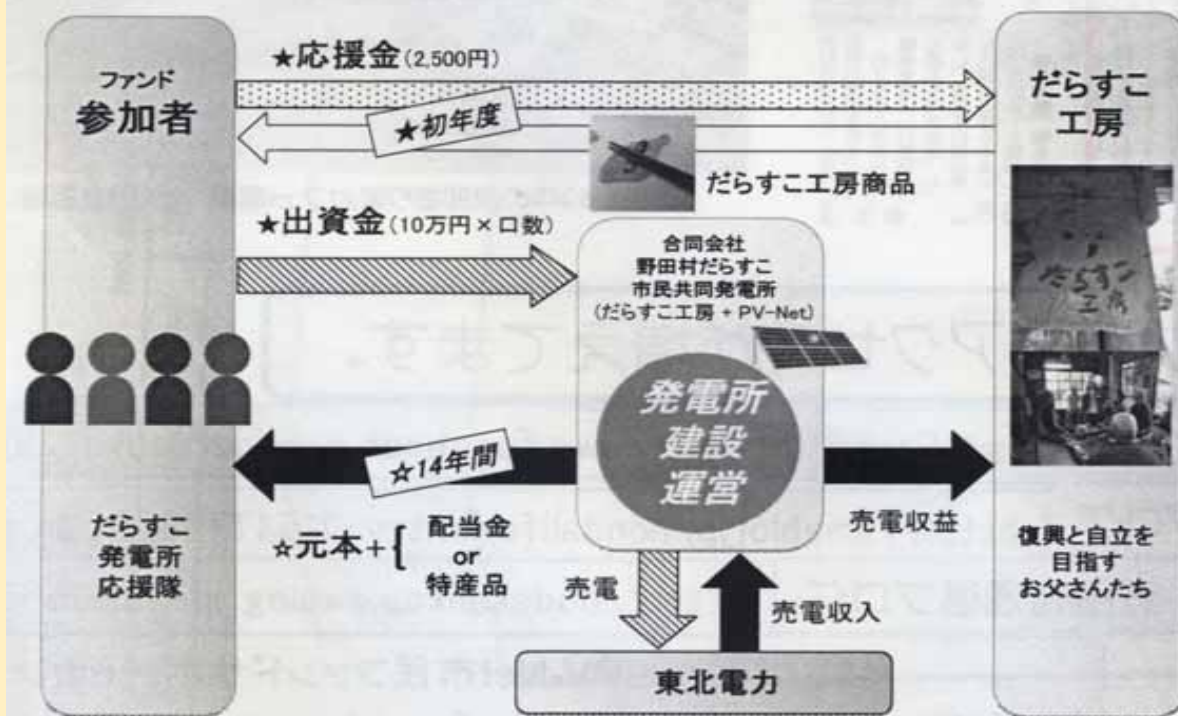 ファンド
参加者
だらすこ
発電所
応援隊
★応援金(2,500円)
★初年度
だらすこ工房商品
★出資金(10万円×口数)
合同会社
野田村だらすこ
市民共同発電所
(だらすこ工房 + PV-Net)
発電所
建設
運営
☆14年間
☆元本+{
配当金
or
特産品
売電
売電収入
東北電力
売電収益
だらすこ
工房
だらすこ
工房
復興と自立を
目指す
お父さんたち